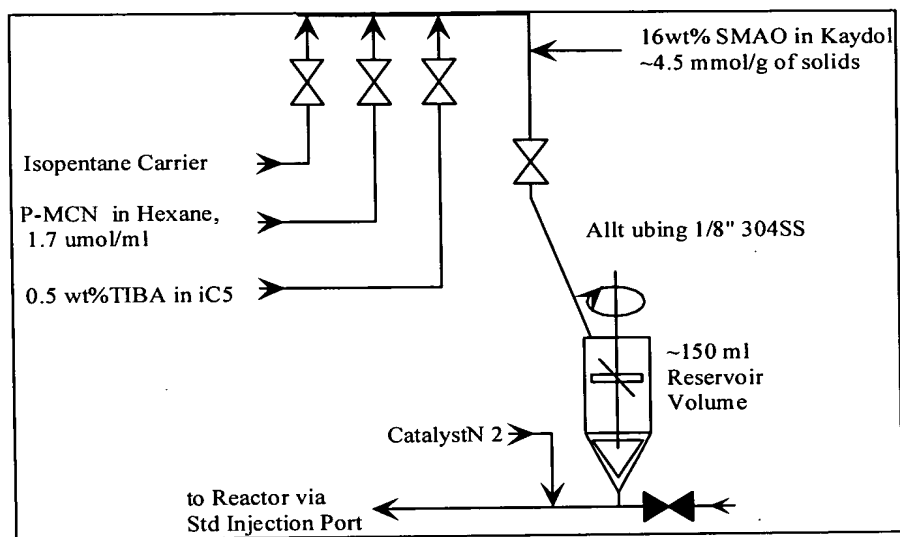 16wt% SMAO in Kaydol
~4.5 mmol/g of solids
Isopentane Carrier
P-MCN in Hexane,
1.7 umol/ml
Allt ubing 1/8" 304SS
0.5 wt%TIBA in iC5
~150 ml
Reservoir
Volume
CatalystN 2
to Reactor via
Std Injection Port